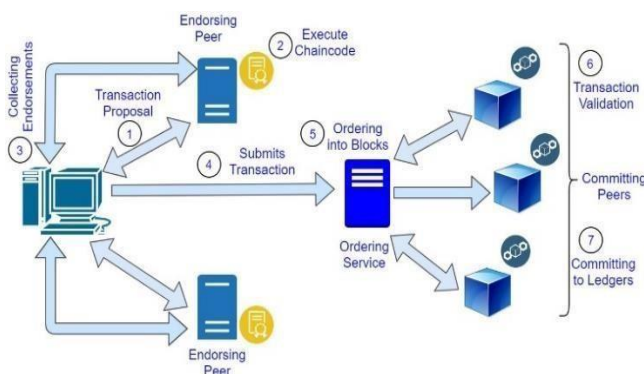 Endorsing
Peer
2
Execute
Chaincode
Collecting
Endorsements
3
Transaction
Proposal
1
4
Submits
Transaction
5
Ordering
into Blocks
Ordering
Service
6
Transaction
Validation
Committing
Peers
7
Committing
to Ledgers
Endorsing
Peer